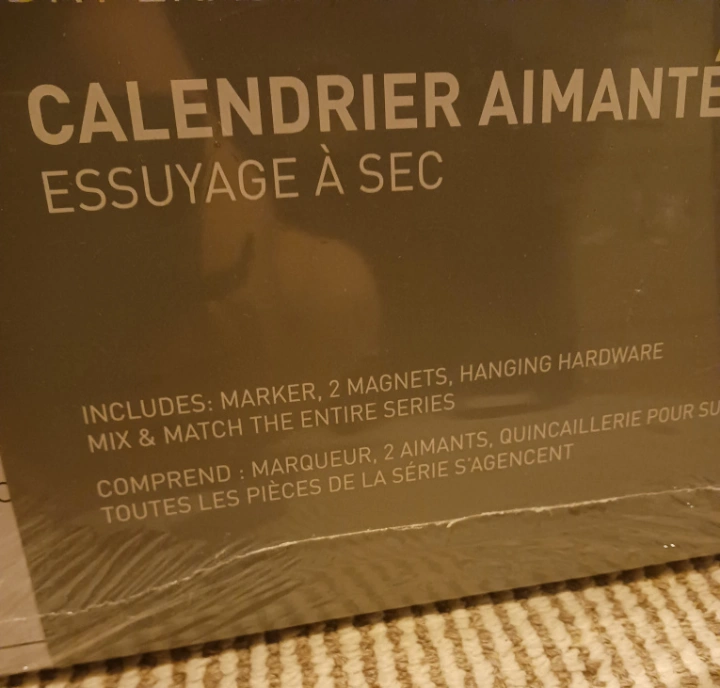 CALENDRIER AIMANTÉ
ESSUYAGE À SEC
INCLUDES: MARKER, 2 MAGNETS, HANGING HARDWARE
MIX & MATCH THE ENTIRE SERIES
COMPREND : MARQUEUR, 2 AIMANTS, QUINCAILLERIE POUR
TOUTES LES PIÈCES DE LA SÉRIE S'AGENCENT